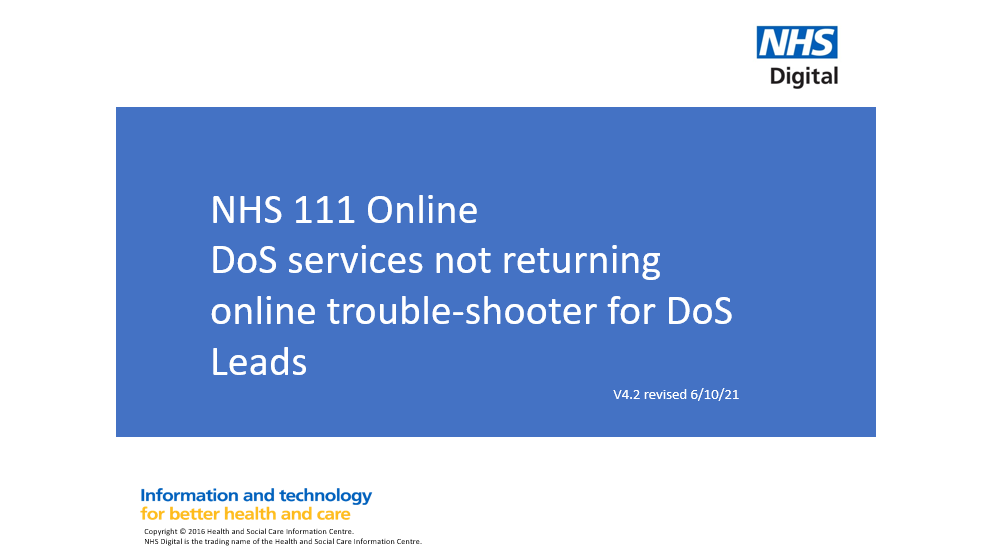 NHS
Digital
NHS 111 Online
DoS services not returning
online trouble-shooter for DoS
Leads
V4.2 revised 6/10/21
Information and technology
for better health and care
Copyright © 2016 Health and Social Care Information Centre.
NHS Digital is the trading name of the Health and Social Care Information Centre.